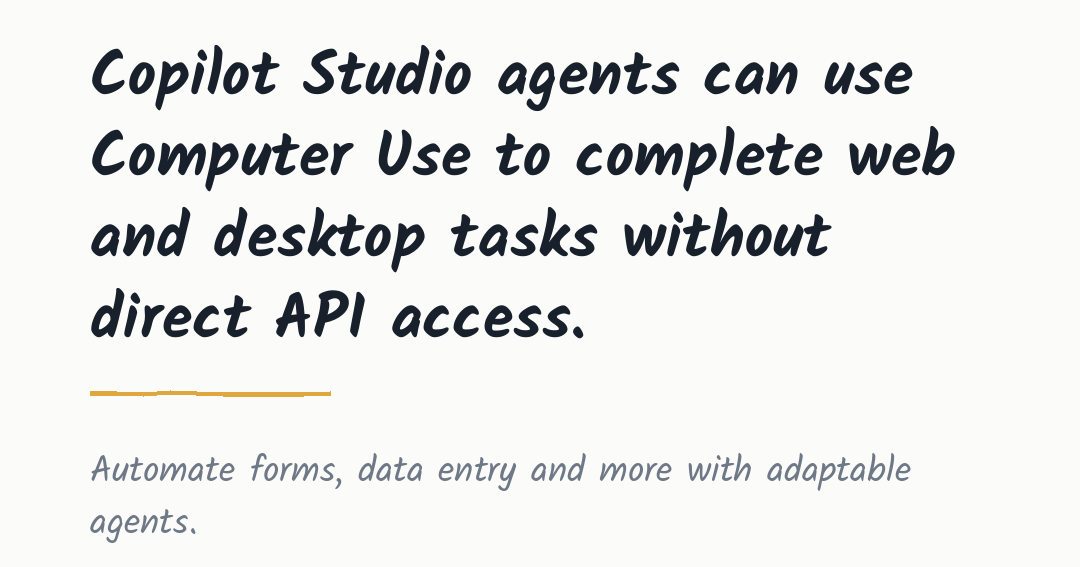 Copilot Studio agents can use
Computer Use to complete web
and desktop tasks without
direct API access.
Automate forms, data entry and more with adaptable
agents.